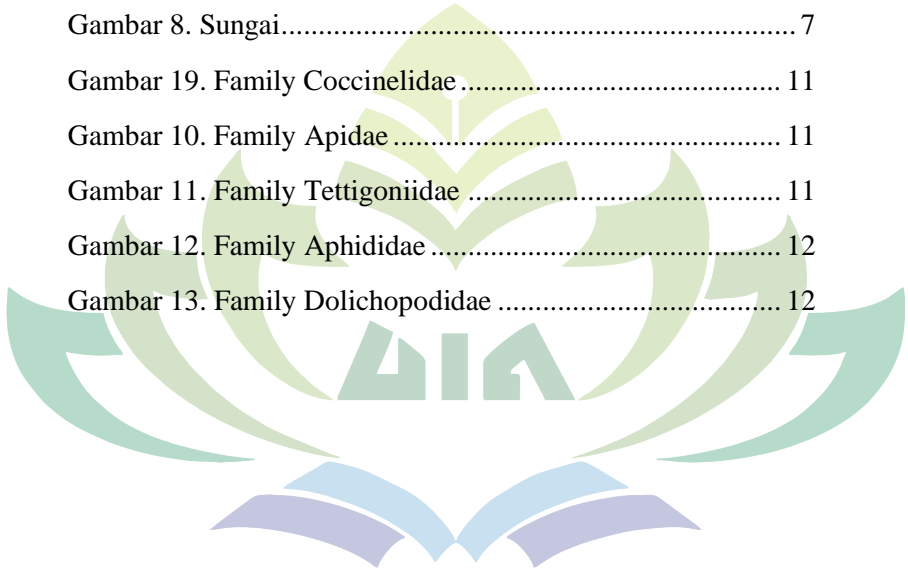 Gambar 8. Sungai........................................................................ 7
Gambar 19. Family Coccinelidae............................................. 11
Gambar 10. Family Apidae....................................................... 11
Gambar 11. Family Tettigoniidae............................................ 11
Gambar 12. Family Aphididae.................................................. 12
Gambar 13. Family Dolichopodidae........................................ 12
UIN